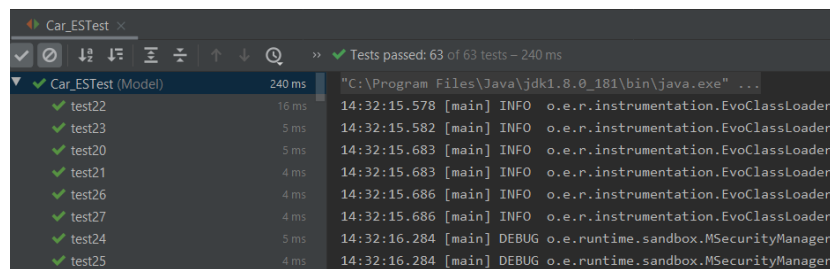 Car_ESTest
Tests passed: 63 of 63 tests – 240 ms
Car_ESTest (Model) 240 ms
test22 16 ms
test23 5 ms
test20 5 ms
test21 4 ms
test26 4 ms
test27 4 ms
test24 5 ms
test25 4 ms
"C:\Program Files\Java\jdk1.8.0_181\bin\java.exe" ...
14:32:15.578 [main] INFO  o.e.r.instrumentation.EvoClassLoader
14:32:15.582 [main] INFO  o.e.r.instrumentation.EvoClassLoader
14:32:15.683 [main] INFO  o.e.r.instrumentation.EvoClassLoader
14:32:15.683 [main] INFO  o.e.r.instrumentation.EvoClassLoader
14:32:15.686 [main] INFO  o.e.r.instrumentation.EvoClassLoader
14:32:15.686 [main] INFO  o.e.r.instrumentation.EvoClassLoader
14:32:16.284 [main] DEBUG o.e.runtime.sandbox.MSecurityManager
14:32:16.284 [main] DEBUG o.e.runtime.sandbox.MSecurityManager